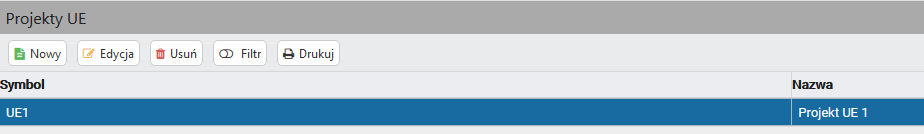 Projekty UE
Nowy Edycja Usuń Filtr Drukuj
Symbol Nazwa
UE1 Projekt UE 1